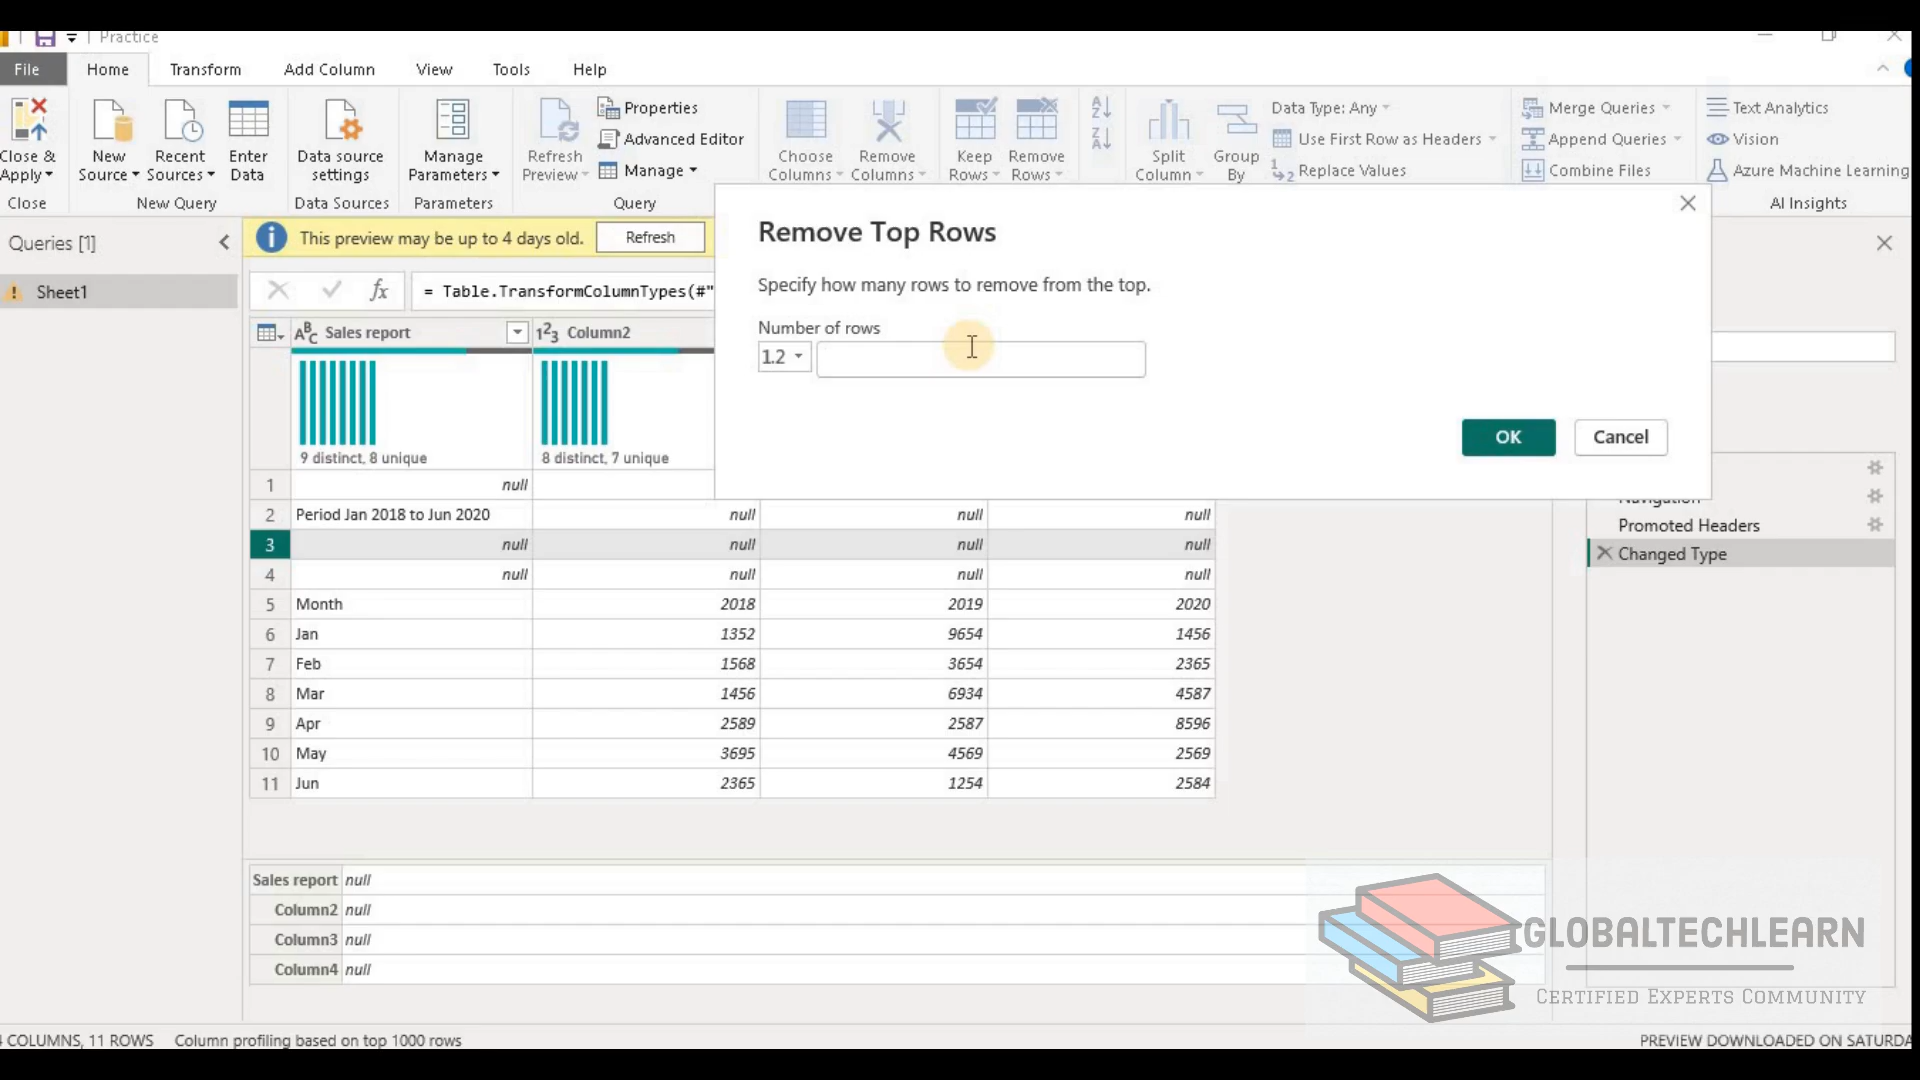 Practice
File
Home
Transform
Add Column
View
Tools
Help
Close & Apply
New Source
Recent Sources
Enter Data
Data source settings
Manage Parameters
Refresh Preview
Properties
Advanced Editor
Manage
Choose Columns
Remove Columns
Keep Rows
Remove Rows
Split Column
Group By
Data Type: Any
Use First Row as Headers
Replace Values
Merge Queries
Append Queries
Combine Files
Text Analytics
Vision
Azure Machine Learning
Close
New Query
Data Sources
Parameters
Query
AI Insights
Queries [1]
Sheet1
This preview may be up to 4 days old.
Refresh
fx
= Table.TransformColumnTypes(#"
Remove Top Rows
Specify how many rows to remove from the top.
Number of rows
1.2
OK
Cancel
ABC Sales report
123 Column2
9 distinct, 8 unique
8 distinct, 7 unique
1 null
2 Period Jan 2018 to Jun 2020 null null null
3 null null null null
4 null null null null
5 Month 2018 2019 2020
6 Jan 1352 9654 1456
7 Feb 1568 3654 2365
8 Mar 1456 6934 4587
9 Apr 2589 2587 8596
10 May 3695 4569 2569
11 Jun 2365 1254 2584
Promoted Headers
Changed Type
Sales report null
Column2 null
Column3 null
Column4 null
GLOBALTECHLEARN
CERTIFIED EXPERTS COMMUNITY
4 COLUMNS, 11 ROWS
Column profiling based on top 1000 rows
PREVIEW DOWNLOADED ON SATURDA